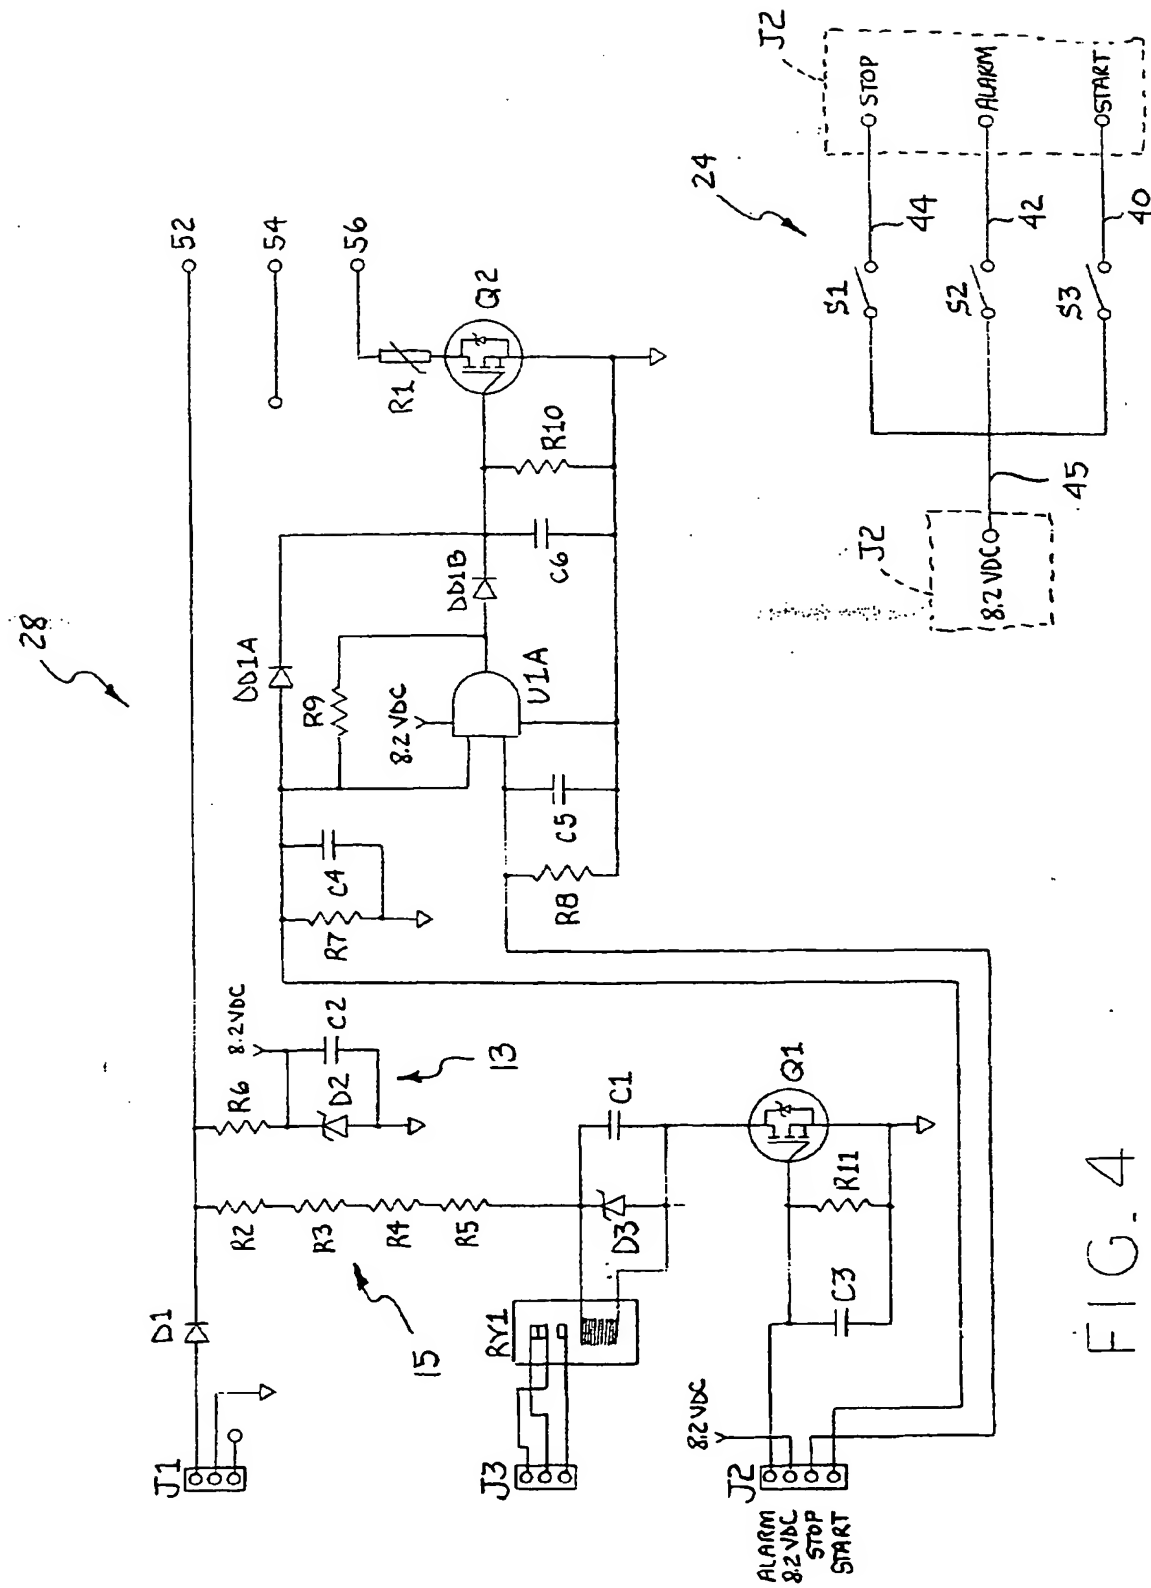 28
52
54
56
D1
J1
15
R2
R3
R4
R5
R6
8.2VDC
D2
C2
13
R7
C4
DD1A
R9
8.2VDC
U1A
DD1B
C6
R10
R1
Q2
R8
C5
J3
RY1
D3
C1
Q1
R11
C3
8.2VDC
J2
ALARM
8.2VDC
STOP
START
24
J2
8.2VDC
45
S1
S2
S3
44
42
40
STOP
ALARM
START
J2
FIG. 4